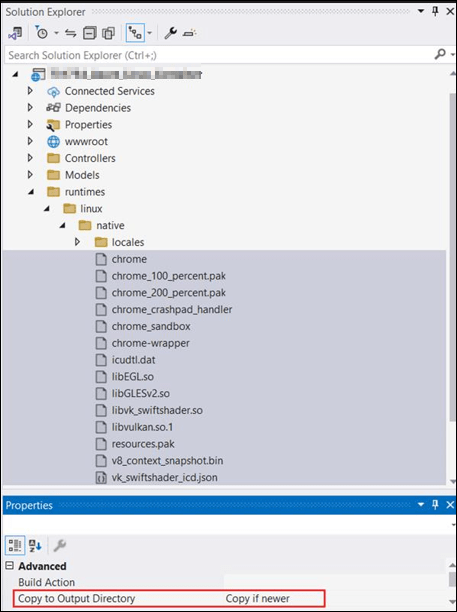 Solution Explorer
Search Solution Explorer (Ctrl+;)
Connected Services
Dependencies
Properties
wwwroot
Controllers
Models
runtimes
linux
native
locales
chrome
chrome_100_percent.pak
chrome_200_percent.pak
chrome_crashpad_handler
chrome_sandbox
chrome-wrapper
icudtl.dat
libEGL.so
libGLESv2.so
libvk_swiftshader.so
libvulkan.so.1
resources.pak
v8_context_snapshot.bin
vk_swiftshader_icd.json
Properties
Advanced
Build Action
Copy to Output Directory Copy if newer